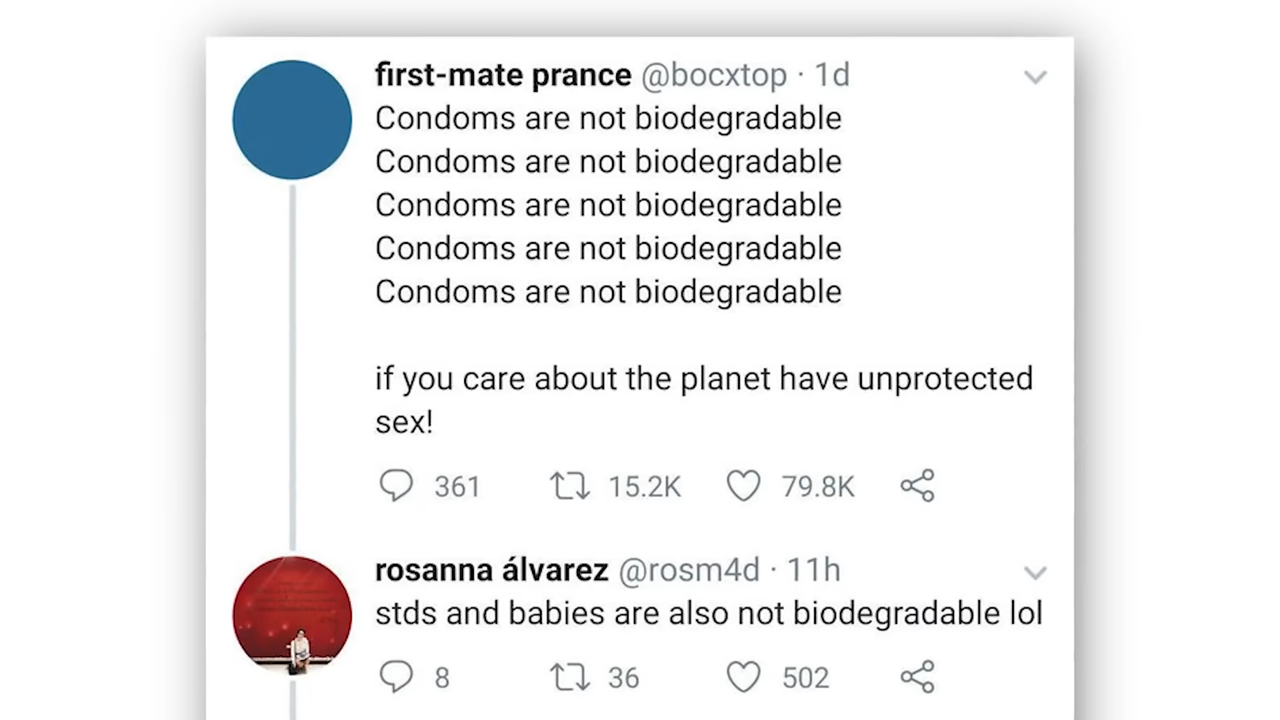 first-mate prance @bocxtop · 1d
Condoms are not biodegradable
Condoms are not biodegradable
Condoms are not biodegradable
Condoms are not biodegradable
Condoms are not biodegradable
if you care about the planet have unprotected
sex!
361 15.2K 79.8K
rosanna álvarez @rosm4d · 11h
stds and babies are also not biodegradable lol
8 36 502